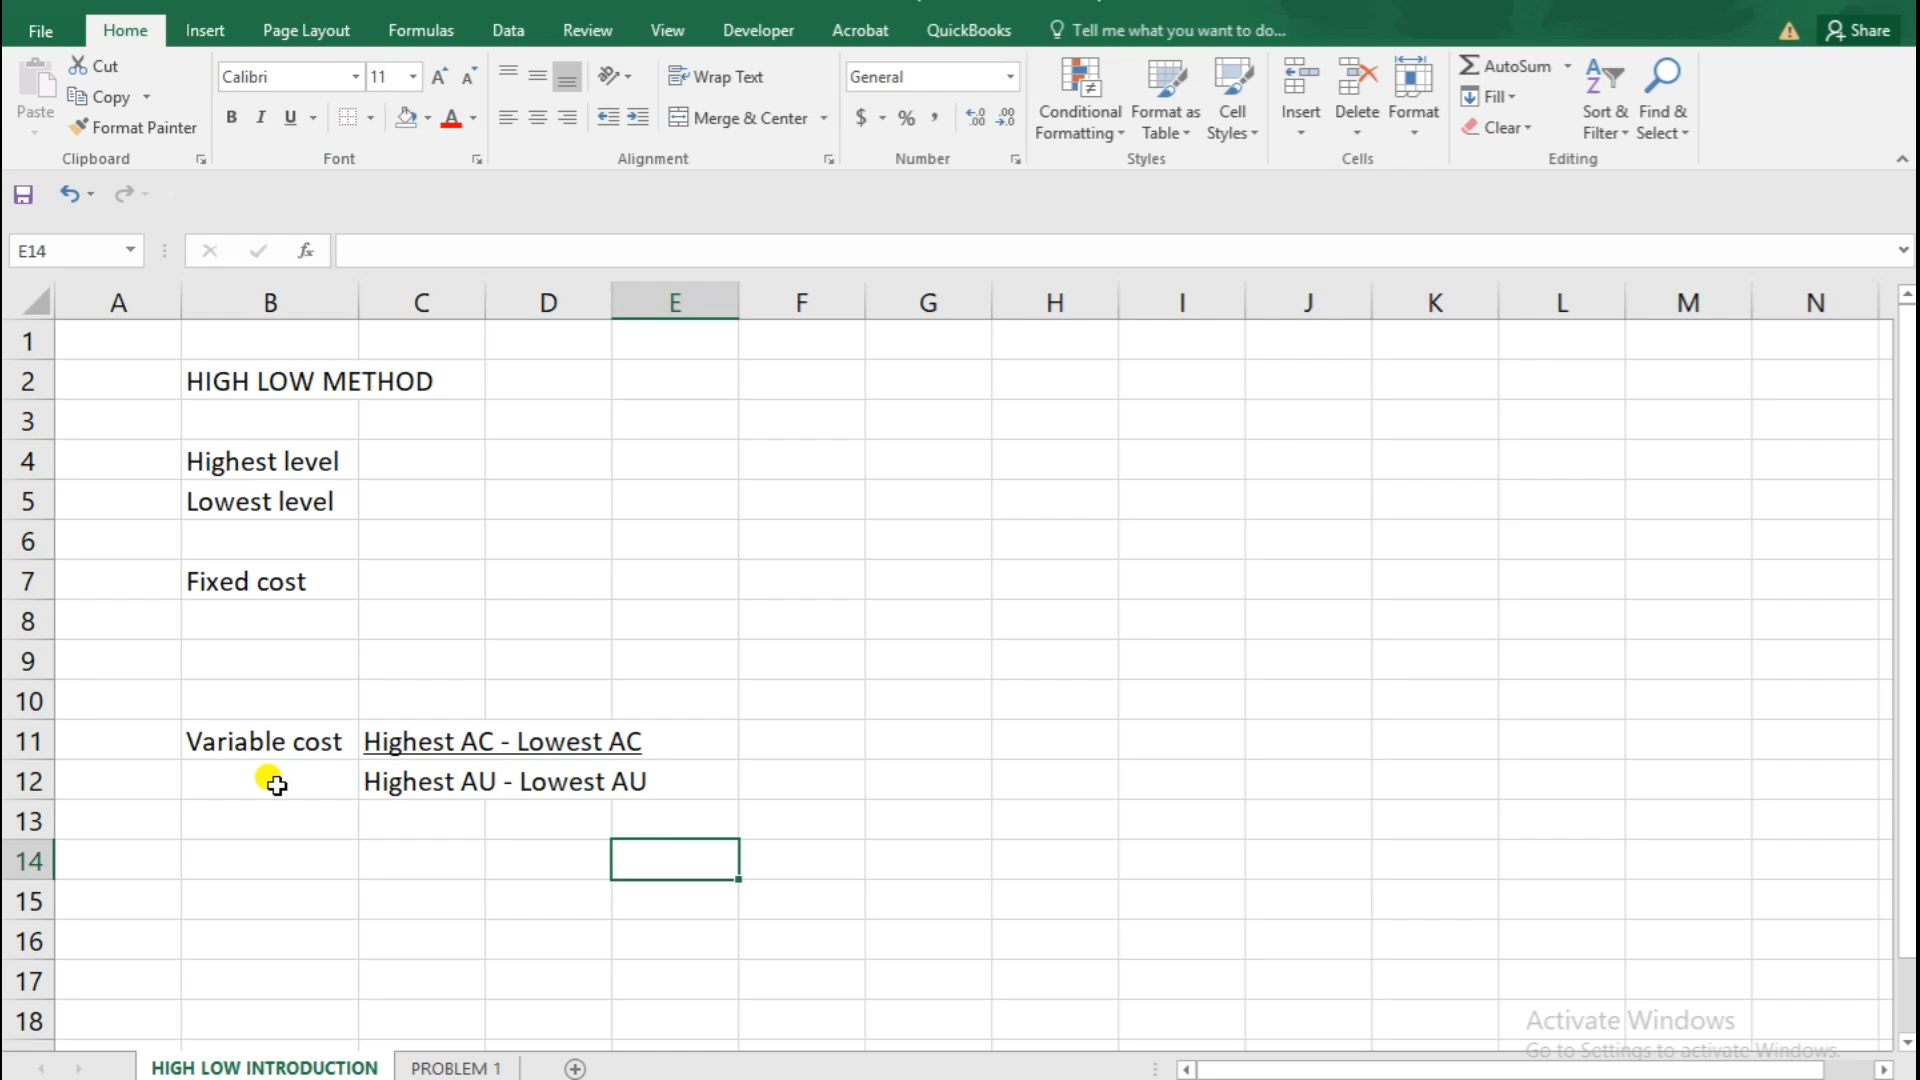 File Home Insert Page Layout Formulas Data Review View Developer Acrobat QuickBooks Tell me what you want to do... Share
Paste
Cut
Copy
Format Painter
Clipboard
Calibri 11 A A
B I U A
Font
Wrap Text
Merge & Center
Alignment
General
$ % ,
Number
Conditional Formatting
Format as Table
Cell Styles
Styles
Insert Delete Format
Cells
AutoSum
Fill
Clear
Sort & Filter
Find & Select
Editing
E14 fx
A B C D E F G H I J K L M N
1
2 HIGH LOW METHOD
3
4 Highest level
5 Lowest level
6
7 Fixed cost
8
9
10
11 Variable cost Highest AC - Lowest AC
12 Highest AU - Lowest AU
13
14
15
16
17
18
Activate Windows
Go to Settings to activate Windows.
HIGH LOW INTRODUCTION PROBLEM 1